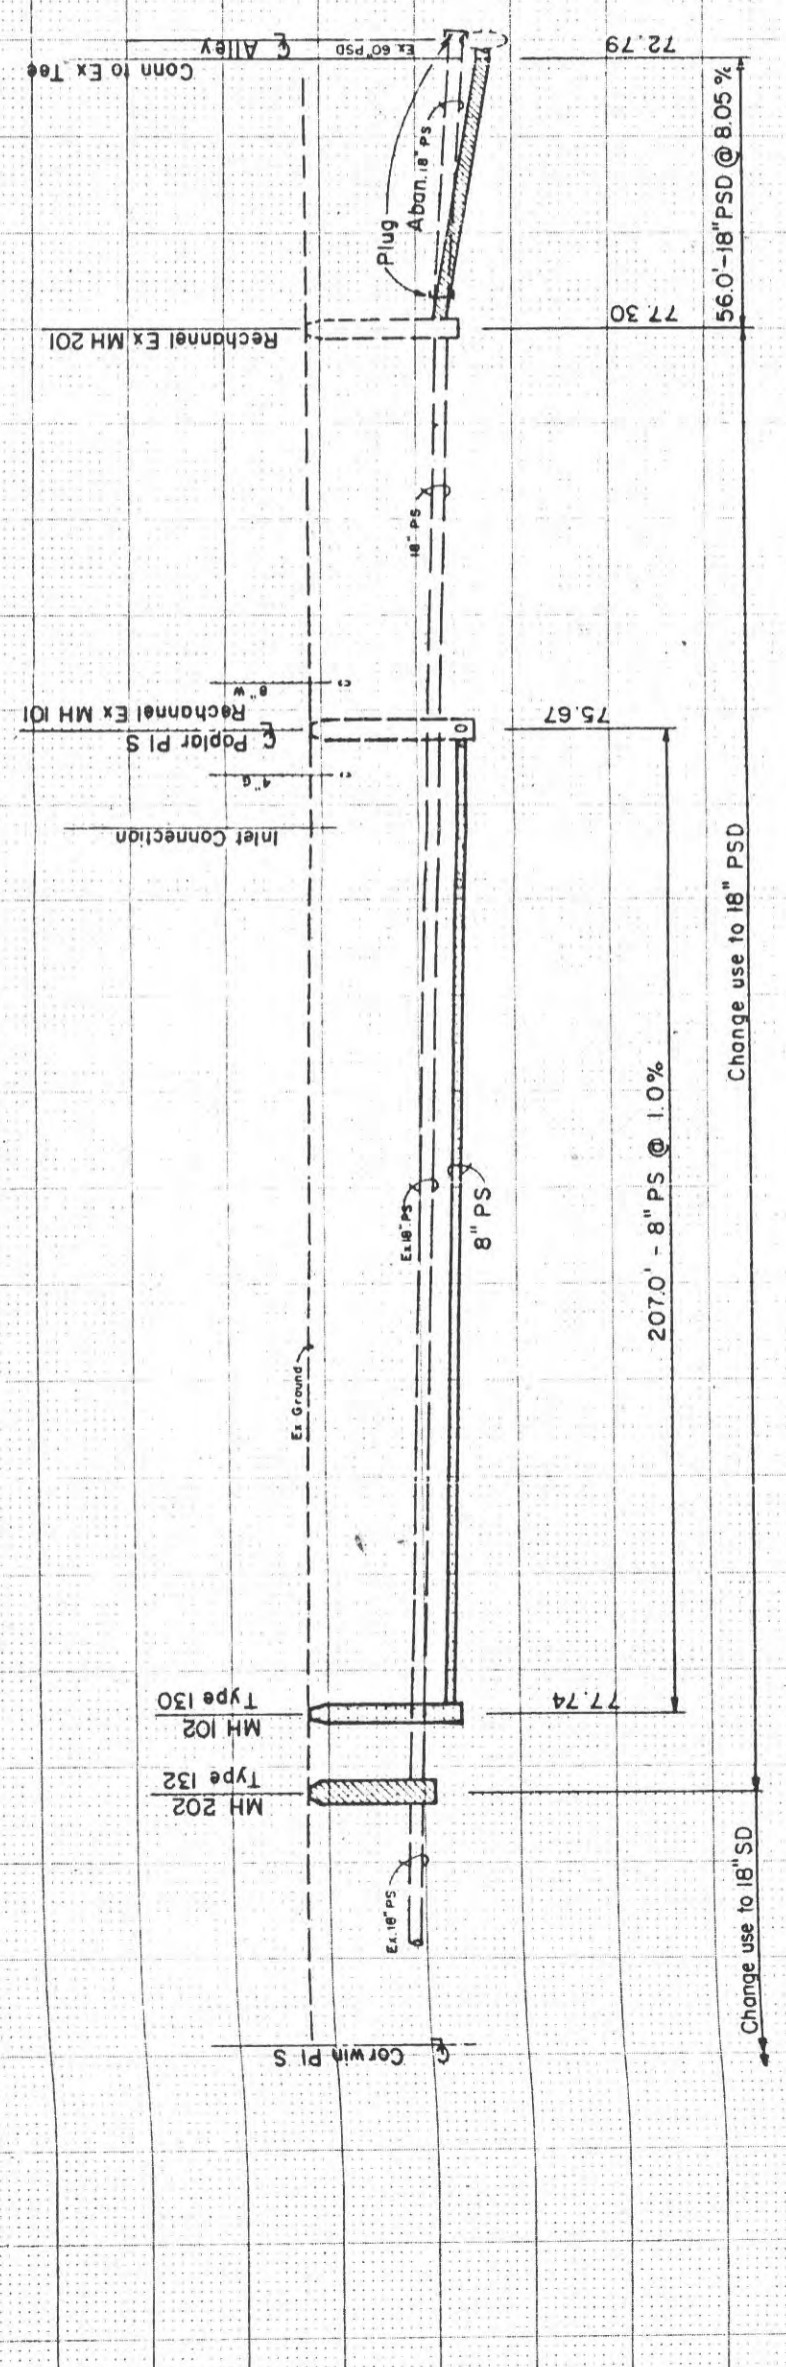 Conn to Ex Tee
℄ Alley
Ex 60" PSD
72.79
Plug
Aban. 18" PS
56.0'-18" PSD @ 8.05 %
Rechannel Ex MH 201
77.30
18" PS
8" W
Rechannel Ex MH 101
℄ Poplar Pl S
75.67
4" G
Inlet Connection
Change use to 18" PSD
207.0' - 8" PS @ 1.0%
Ex 18" PS
8" PS
Ex Ground
MH 102
Type 130
77.74
MH 202
Type 132
Ex. 18" PS
Change use to 18" SD
℄ Corwin Pl S